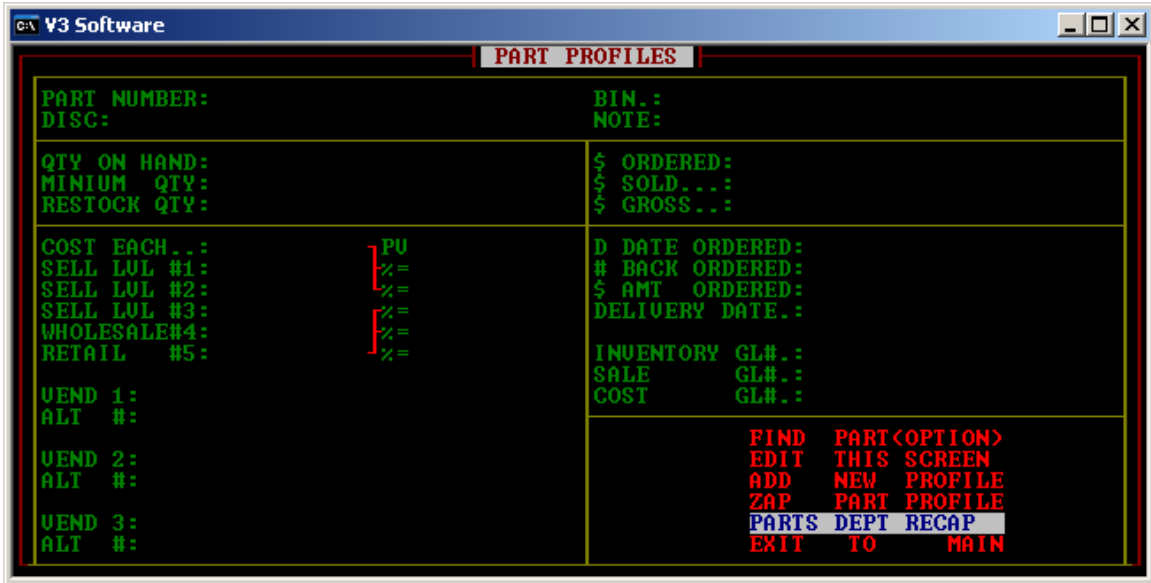 V3 Software
PART PROFILES
PART NUMBER:
DISC:
BIN.:
NOTE:
QTY ON HAND:
MINIUM QTY:
RESTOCK QTY:
$ ORDERED:
$ SOLD...:
$ GROSS..:
COST EACH..: PV
SELL LVL #1: %=
SELL LVL #2: %=
SELL LVL #3: %=
WHOLESALE#4: %=
RETAIL #5: %=
VEND 1:
ALT #:
VEND 2:
ALT #:
VEND 3:
ALT #:
D DATE ORDERED:
# BACK ORDERED:
$ AMT ORDERED:
DELIVERY DATE.:
INVENTORY GL#.:
SALE GL#.:
COST GL#.:
FIND PART(OPTION)
EDIT THIS SCREEN
ADD NEW PROFILE
ZAP PART PROFILE
PARTS DEPT RECAP
EXIT TO MAIN